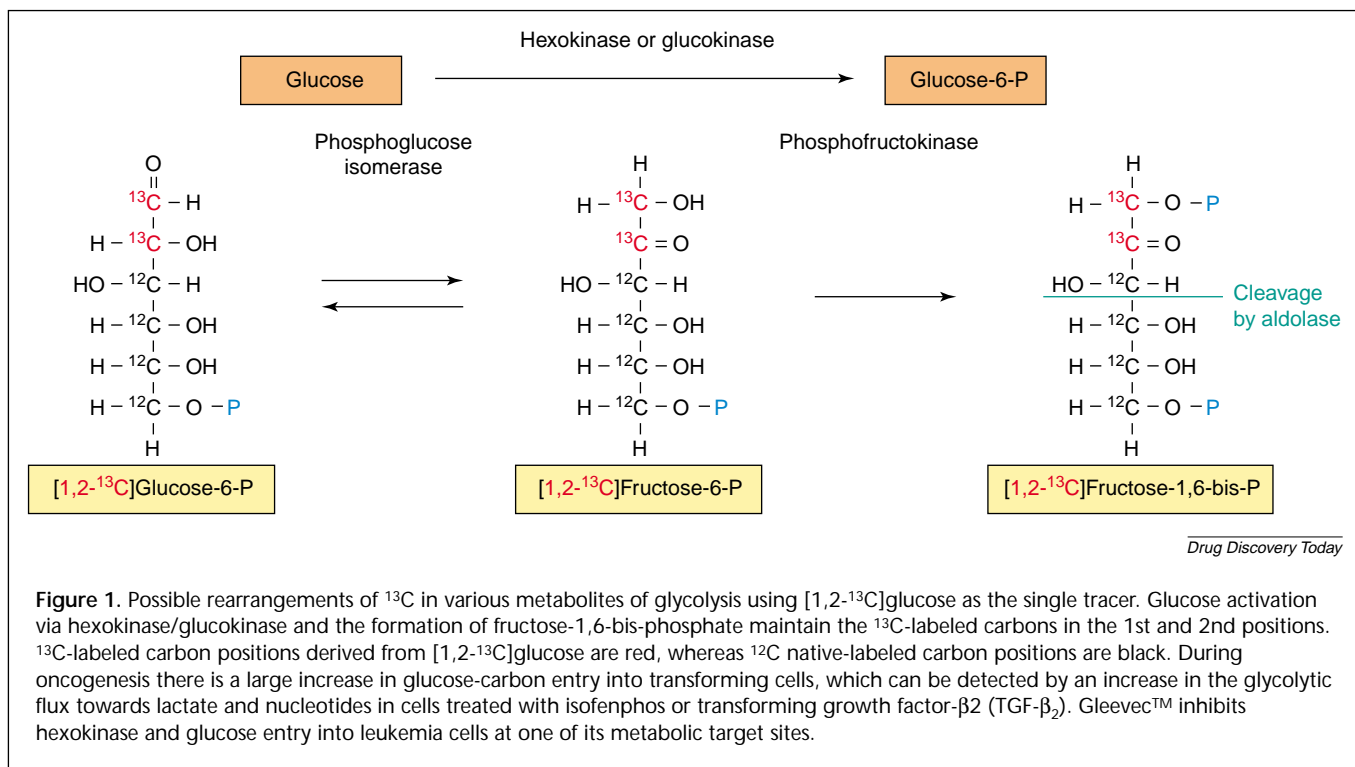 Hexokinase or glucokinase
Glucose
Glucose-6-P
Phosphoglucose
isomerase
Phosphofructokinase
O
¹³C – H
H – ¹³C – OH
HO – ¹²C – H
H – ¹²C – OH
H – ¹²C – OH
H – ¹²C – O – P
H
[1,2-¹³C]Glucose-6-P
H
H – ¹³C – OH
¹³C = O
HO – ¹²C – H
H – ¹²C – OH
H – ¹²C – OH
H – ¹²C – O – P
H
[1,2-¹³C]Fructose-6-P
H
H – ¹³C – O – P
¹³C = O
HO – ¹²C – H
H – ¹²C – OH
H – ¹²C – OH
H – ¹²C – O – P
H
[1,2-¹³C]Fructose-1,6-bis-P
Cleavage
by aldolase
Drug Discovery Today
Figure 1. Possible rearrangements of ¹³C in various metabolites of glycolysis using [1,2-¹³C]glucose as the single tracer. Glucose activation
via hexokinase/glucokinase and the formation of fructose-1,6-bis-phosphate maintain the ¹³C-labeled carbons in the 1st and 2nd positions.
¹³C-labeled carbon positions derived from [1,2-¹³C]glucose are red, whereas ¹²C native-labeled carbon positions are black. During
oncogenesis there is a large increase in glucose-carbon entry into transforming cells, which can be detected by an increase in the glycolytic
flux towards lactate and nucleotides in cells treated with isofenphos or transforming growth factor-β2 (TGF-β₂). Gleevec™ inhibits
hexokinase and glucose entry into leukemia cells at one of its metabolic target sites.